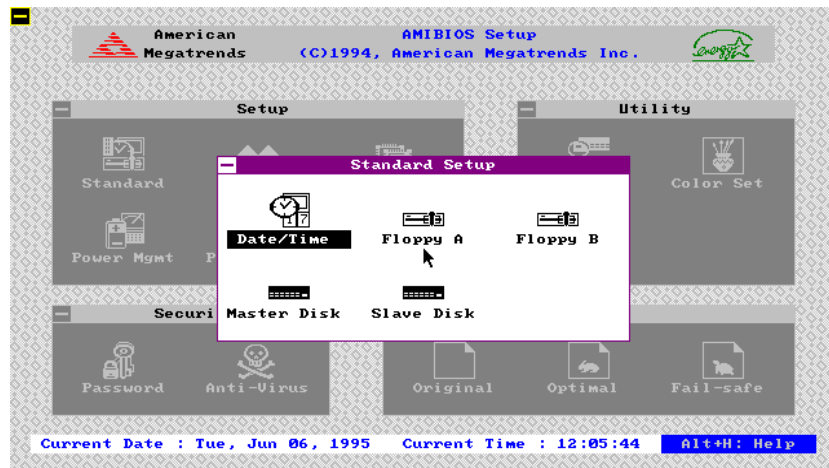 American
Megatrends
AMIBIOS Setup
(C)1994, American Megatrends Inc.
energy
Setup
Utility
Standard Setup
Standard
Color Set
Date/Time
Floppy A
Floppy B
Power Mgmt
P
Securi
Master Disk
Slave Disk
Password
Anti-Virus
Original
Optimal
Fail-safe
Current Date : Tue, Jun 06, 1995
Current Time : 12:05:44
Alt+H: Help